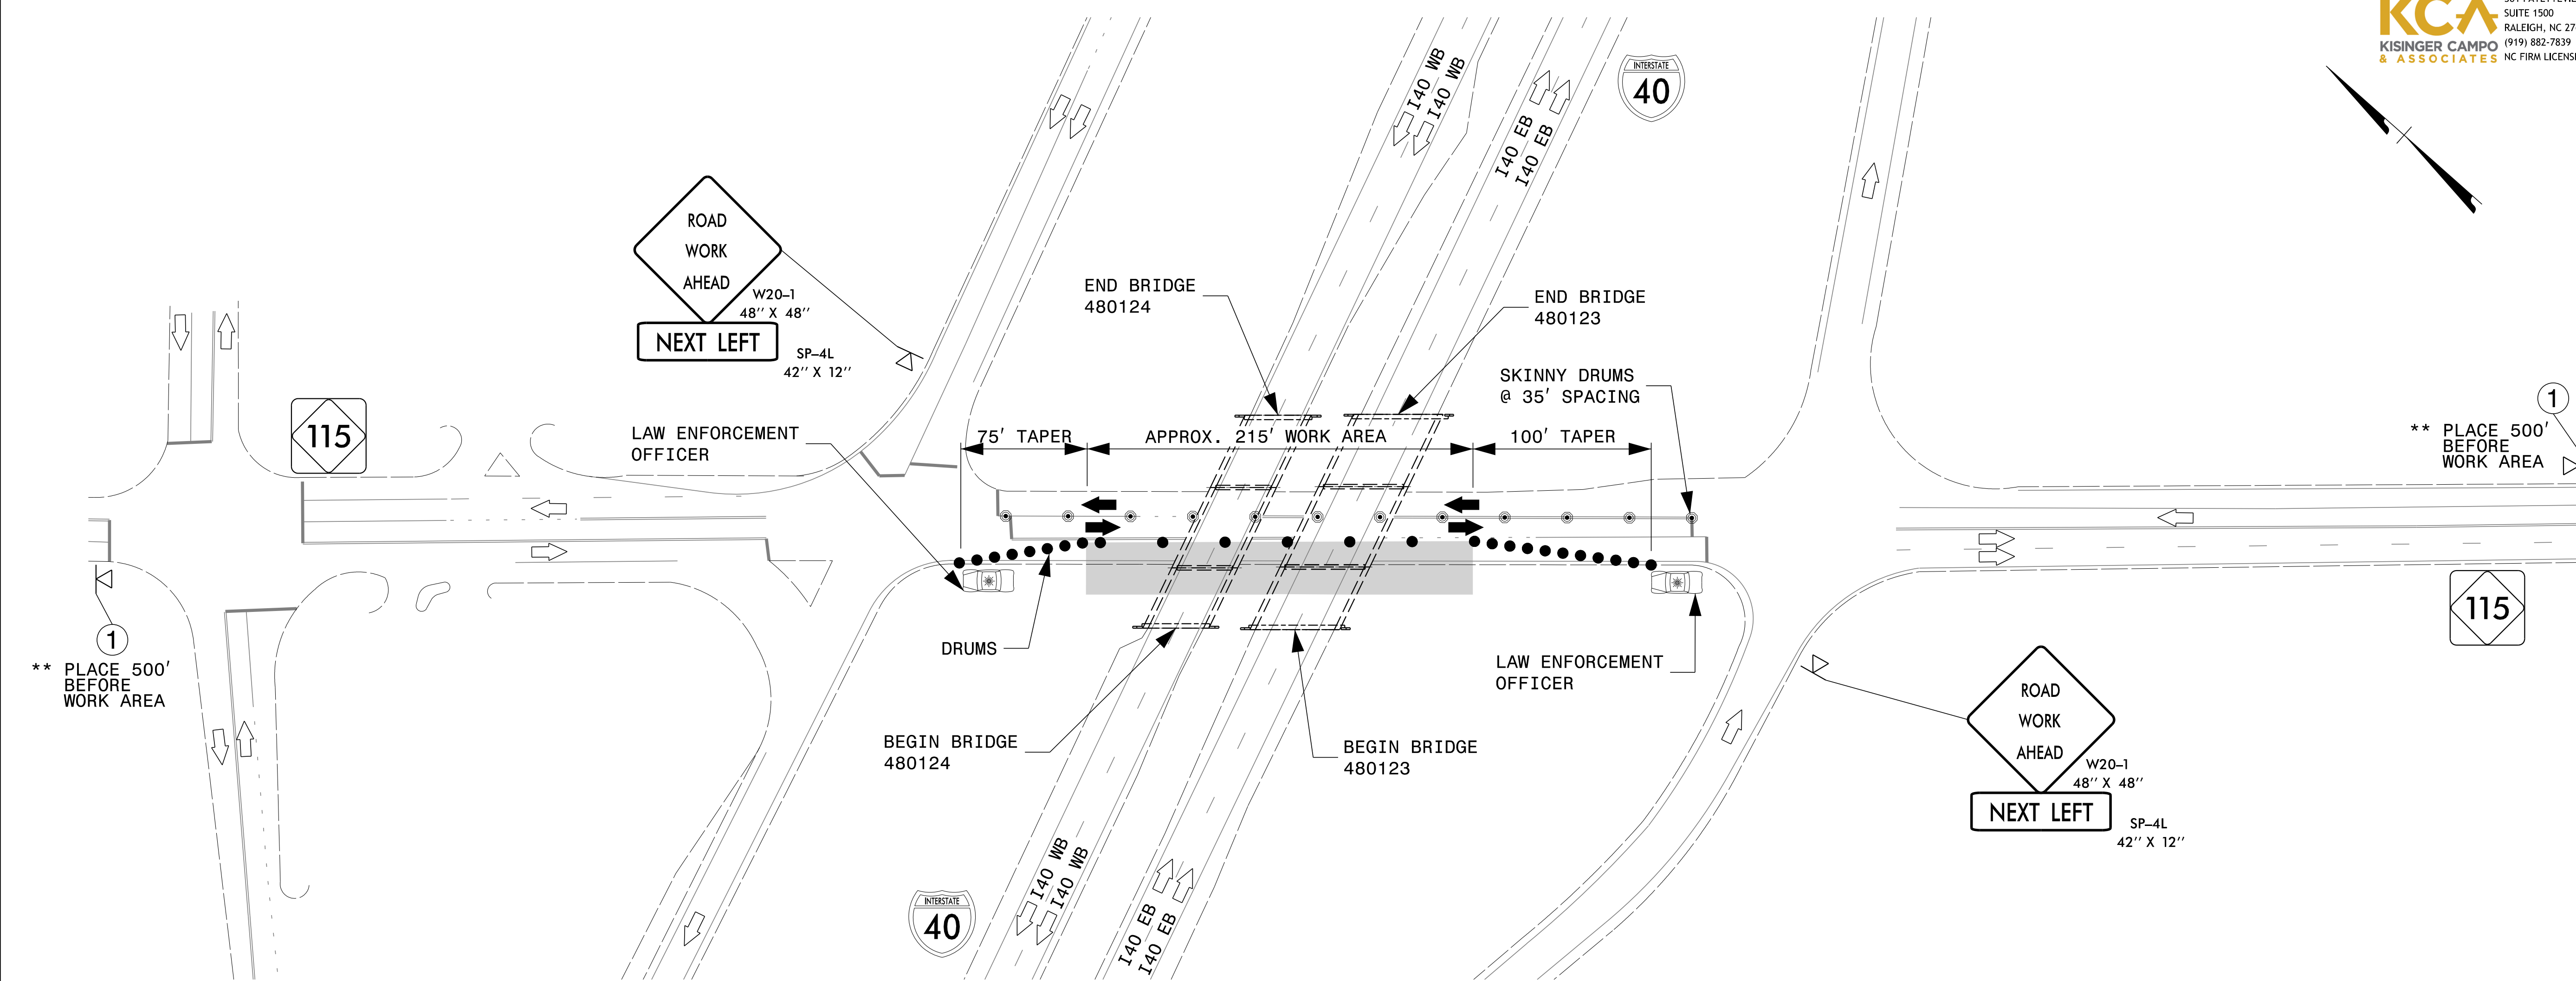 KCA
KISINGER CAMPO
& ASSOCIATES
SUITE 1500
RALEIGH, NC 27
(919) 882-7839
NC FIRM LICENS
I40 WB
I40 WB
I40 EB
I40 EB
INTERSTATE
40
ROAD
WORK
AHEAD
W20-1
48'' X 48''
NEXT LEFT
SP-4L
42'' X 12''
END BRIDGE
480124
END BRIDGE
480123
SKINNY DRUMS
@ 35' SPACING
115
LAW ENFORCEMENT
OFFICER
75' TAPER
APPROX. 215' WORK AREA
100' TAPER
1
** PLACE 500'
BEFORE
WORK AREA
1
** PLACE 500'
BEFORE
WORK AREA
DRUMS
LAW ENFORCEMENT
OFFICER
115
BEGIN BRIDGE
480124
BEGIN BRIDGE
480123
ROAD
WORK
AHEAD
W20-1
48'' X 48''
NEXT LEFT
SP-4L
42'' X 12''
I40 WB
I40 WB
I40 EB
I40 EB
INTERSTATE
40